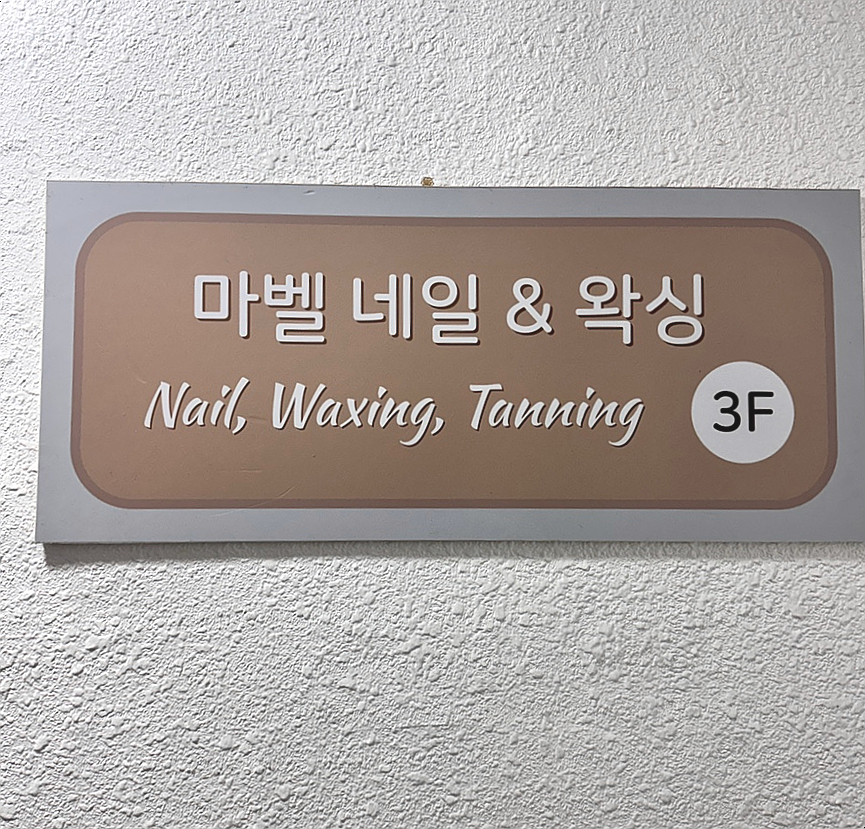 마벨 네일 & 왁싱
Nail, Waxing, Tanning
3F